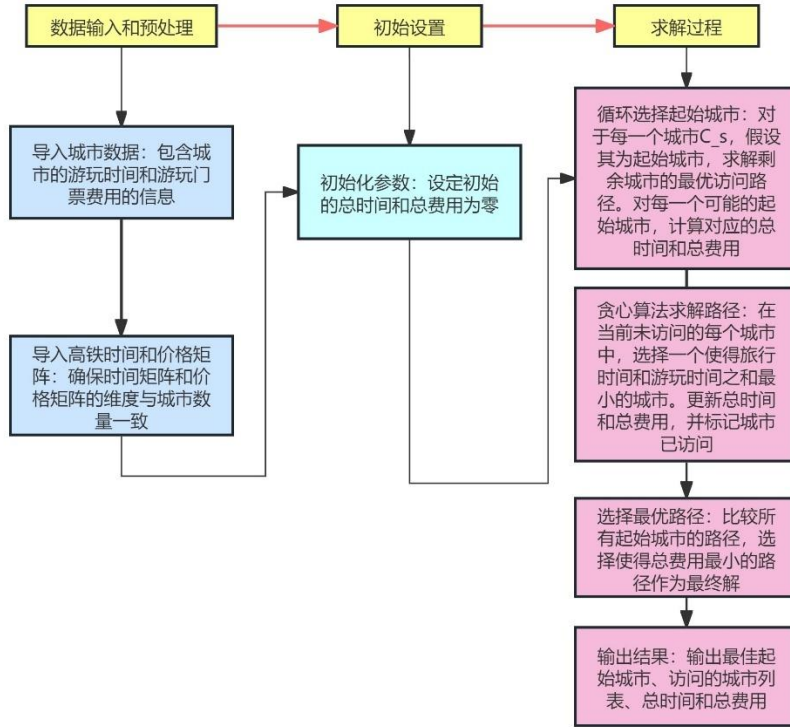 数据输入和预处理
初始设置
求解过程
导入城市数据：包含城
市的游玩时间和游玩门
票费用的信息
导入高铁时间和价格矩
阵：确保时间矩阵和价
格矩阵的维度与城市数
量一致
初始化参数：设定初始
的总时间和总费用为零
循环选择起始城市：对
于每一个城市C_s，假设
其为起始城市，求解剩
余城市的最优访问路
径。对每一个可能的起
始城市，计算对应的总
时间和总费用
贪心算法求解路径：在
当前未访问的每个城市
中，选择一个使得旅行
时间和游玩时间之和最
小的城市。更新总时间
和总费用，并标记城市
已访问
选择最优路径：比较所
有起始城市的路径，选
择使得总费用最小的路
径作为最终解
输出结果：输出最佳起
始城市、访问的城市列
表、总时间和总费用